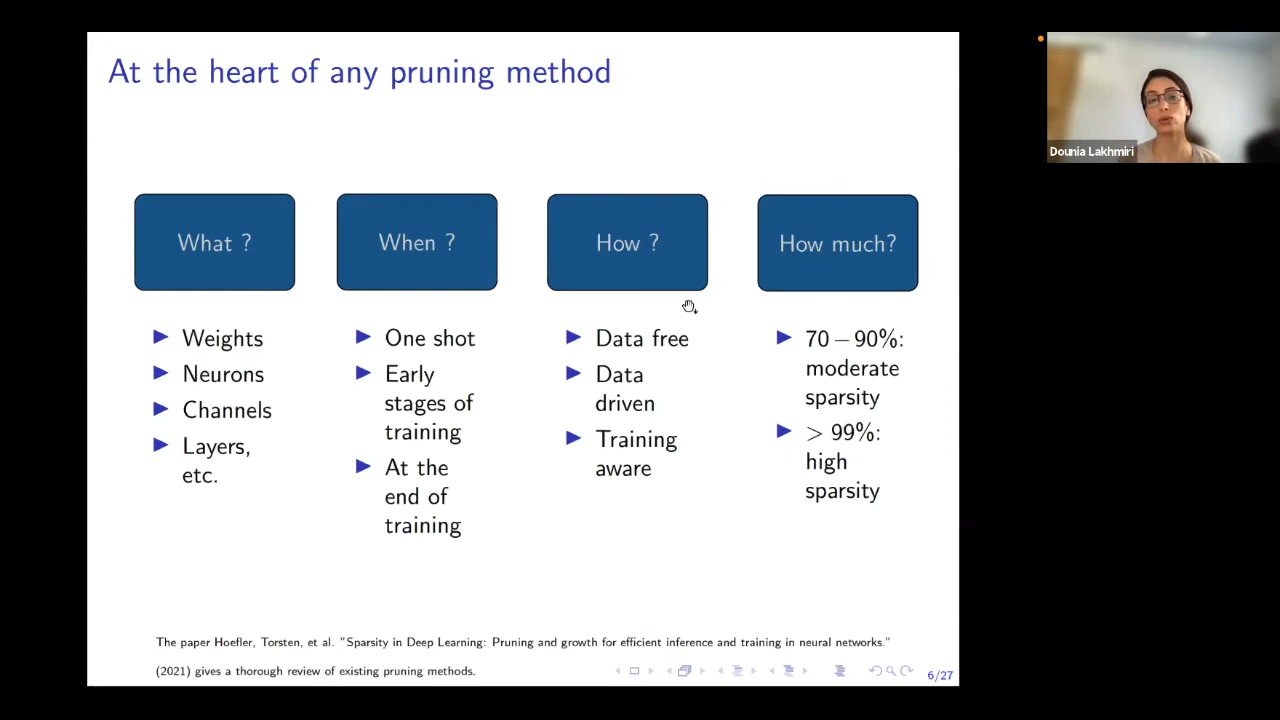 At the heart of any pruning method
Dounia Lakhmiri
What ?
When ?
How ?
How much?
Weights
Neurons
Channels
Layers,
etc.
One shot
Early
stages of
training
At the
end of
training
Data free
Data
driven
Training
aware
70 – 90%:
moderate
sparsity
> 99%:
high
sparsity
The paper Hoefler, Torsten, et al. "Sparsity in Deep Learning: Pruning and growth for efficient inference and training in neural networks."
(2021) gives a thorough review of existing pruning methods.
6/27